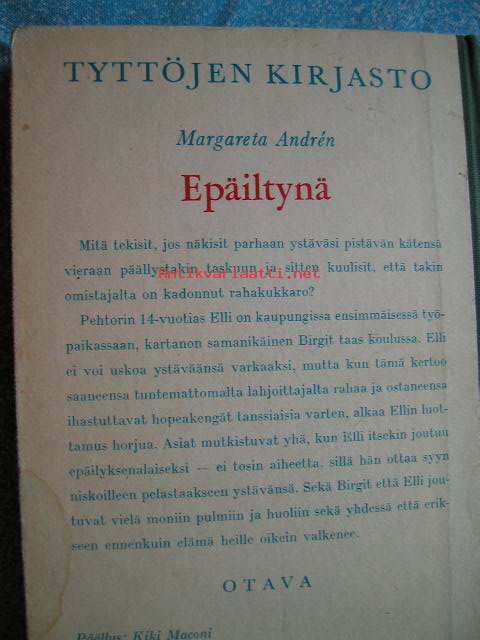 TYTTÖJEN KIRJASTO
Margareta Andrén
Epäiltynä
Mitä tekisit, jos näkisit parhaan ystäväsi pistävän kätensä
vieraan päällystakin taskuun ja sitten kuulisit, että takin
omistajalta on kadonnut rahakukkaro?
Antikvariaatti.net
Pehtorin 14-vuotias Elli on kaupungissa ensimmäisessä työ-
paikassaan, kartanon samanikäinen Birgit taas koulussa. Elli
ei voi uskoa ystäväänsä varkaaksi, mutta kun tämä kertoo
saaneensa tuntemattomalta lahjoittajalta rahaa ja ostaneensa
ihastuttavat hopeakengät tanssiaisia varten, alkaa Ellin luot-
tamus horjua. Asiat mutkistuvat yhä, kun Elli itsekin joutuu
epäilyksenalaiseksi — ei tosin aiheetta, sillä hän ottaa syyn
niskoilleen pelastaakseen ystävänsä. Sekä Birgit että Elli jou-
tuvat vielä moniin pulmiin ja huoliin sekä yhdessä että erik-
seen ennenkuin elämä heille oikein valkenee.
OTAVA
Päällys: Kiki Maconi